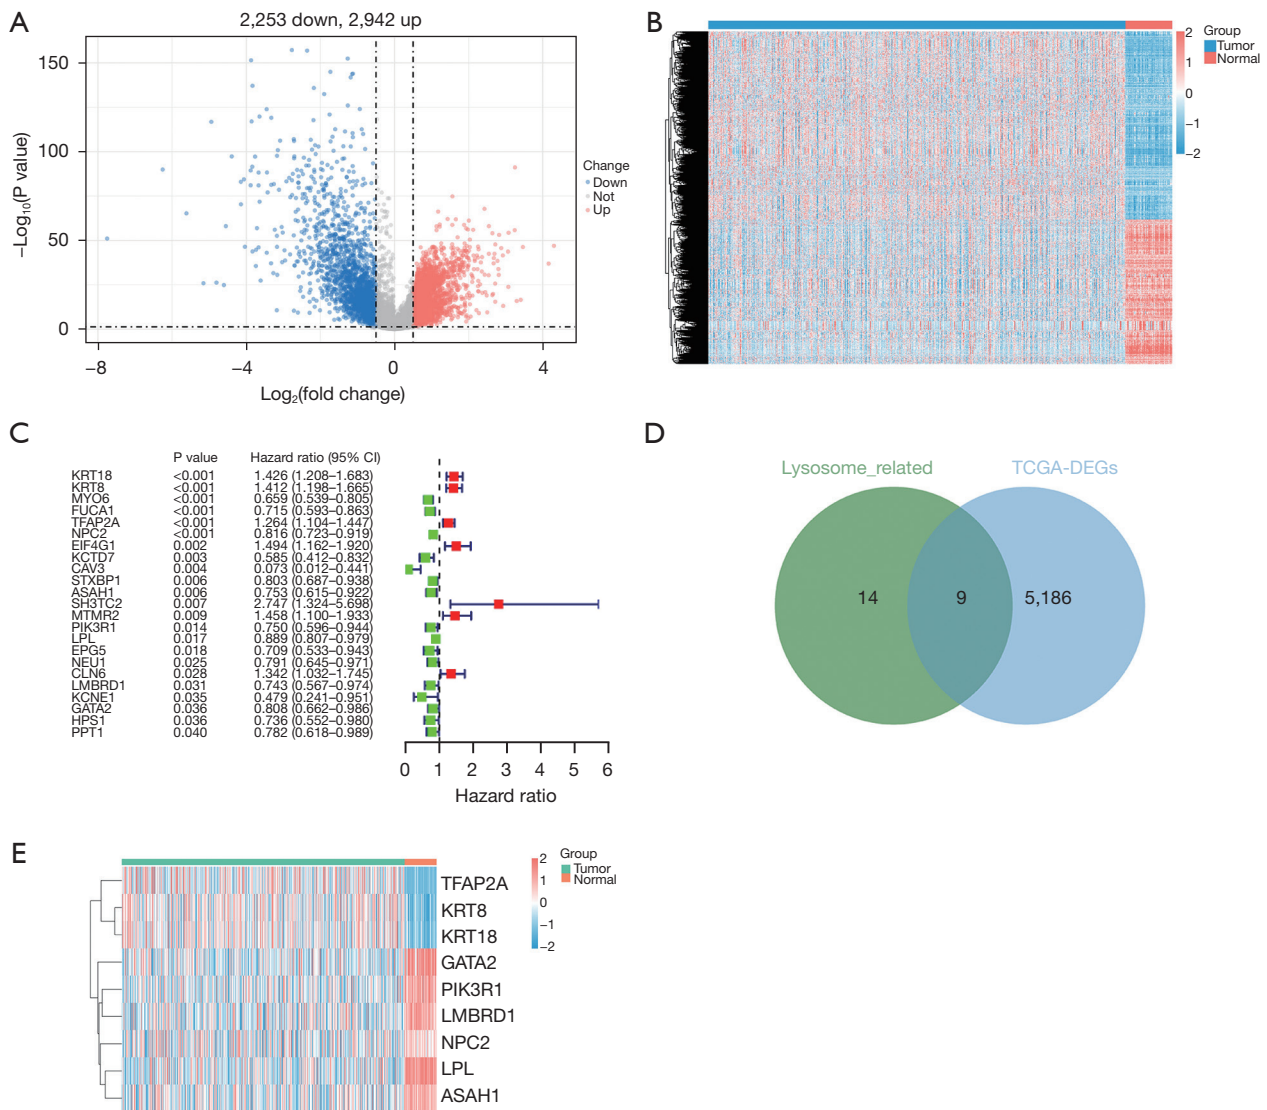 A
2,253 down, 2,942 up
−Log10(P value)
150
100
50
0
−8
−4
0
4
Log2(fold change)
Change
Down
Not
Up
B
2
1
0
−1
−2
Group
Tumor
Normal
C
P value Hazard ratio (95% CI)
KRT18 <0.001 1.426 (1.208–1.683)
KRT8 <0.001 1.412 (1.198–1.665)
MYO6 <0.001 0.659 (0.539–0.805)
FUCA1 <0.001 0.715 (0.593–0.863)
TFAP2A <0.001 1.264 (1.104–1.447)
NPC2 <0.001 0.816 (0.723–0.919)
EIF4G1 0.002 1.494 (1.162–1.920)
KCTD7 0.003 0.585 (0.412–0.832)
CAV3 0.004 0.073 (0.012–0.441)
STXBP1 0.006 0.803 (0.687–0.938)
ASAH1 0.006 0.753 (0.615–0.922)
SH3TC2 0.007 2.747 (1.324–5.698)
MTMR2 0.009 1.458 (1.100–1.933)
PIK3R1 0.014 0.750 (0.596–0.944)
LPL 0.017 0.889 (0.807–0.979)
EPG5 0.018 0.709 (0.533–0.943)
NEU1 0.025 0.791 (0.645–0.971)
CLN6 0.028 1.342 (1.032–1.745)
LMBRD1 0.031 0.743 (0.567–0.974)
KCNE1 0.035 0.479 (0.241–0.951)
GATA2 0.036 0.808 (0.662–0.986)
HPS1 0.036 0.736 (0.552–0.980)
PPT1 0.040 0.782 (0.618–0.989)
0 1 2 3 4 5 6
Hazard ratio
D
Lysosome_related
TCGA-DEGs
14
9
5,186
E
TFAP2A
KRT8
KRT18
GATA2
PIK3R1
LMBRD1
NPC2
LPL
ASAH1
2
1
0
−1
−2
Group
Tumor
Normal